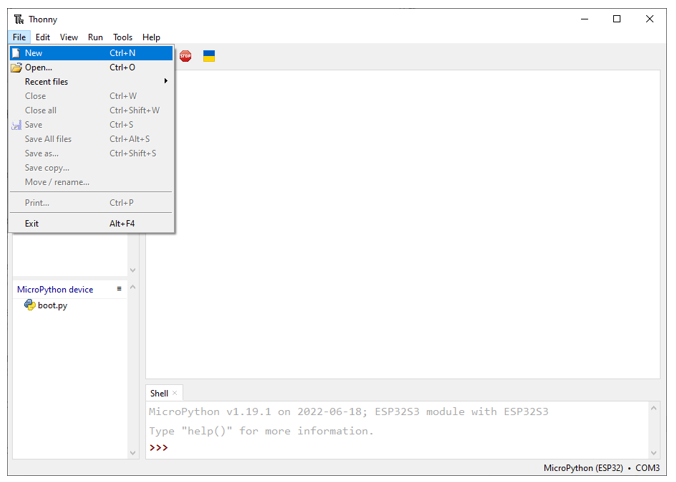 Thonny
File Edit View Run Tools Help
New Ctrl+N
Open... Ctrl+O
Recent files
Close Ctrl+W
Close all Ctrl+Shift+W
Save Ctrl+S
Save All files Ctrl+Alt+S
Save as... Ctrl+Shift+S
Save copy...
Move / rename...
Print... Ctrl+P
Exit Alt+F4
STOP
MicroPython device
boot.py
Shell
MicroPython v1.19.1 on 2022-06-18; ESP32S3 module with ESP32S3
Type "help()" for more information.
>>>
MicroPython (ESP32) • COM3